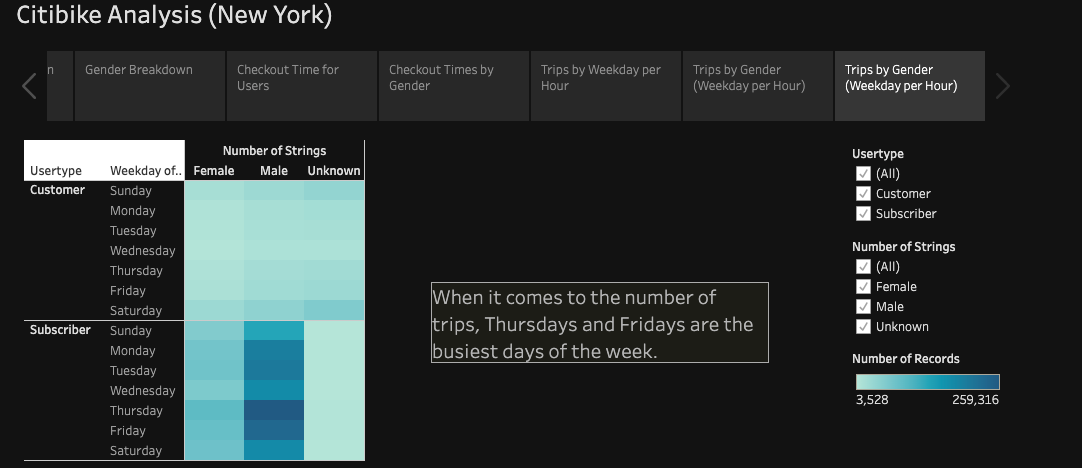 Citibike Analysis (New York)
n
Gender Breakdown
Checkout Time for
Users
Checkout Times by
Gender
Trips by Weekday per
Hour
Trips by Gender
(Weekday per Hour)
Trips by Gender
(Weekday per Hour)
Number of Strings
Usertype Weekday of.. Female Male Unknown
Customer Sunday
Monday
Tuesday
Wednesday
Thursday
Friday
Saturday
Subscriber Sunday
Monday
Tuesday
Wednesday
Thursday
Friday
Saturday
When it comes to the number of
trips, Thursdays and Fridays are the
busiest days of the week.
Usertype
(All)
Customer
Subscriber
Number of Strings
(All)
Female
Male
Unknown
Number of Records
3,528 259,316